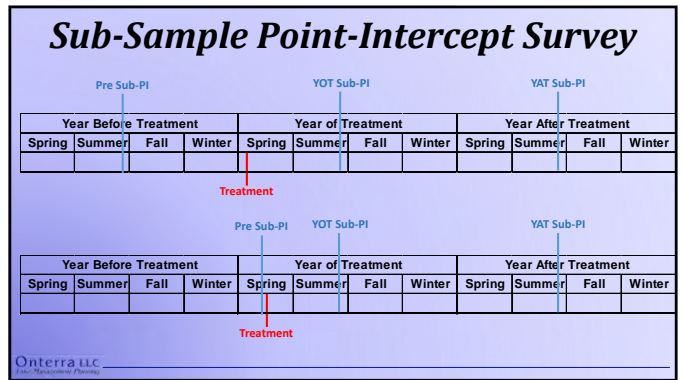 Sub-Sample Point-Intercept Survey
Pre Sub-PI YOT Sub-PI YAT Sub-PI
Year Before Treatment Year of Treatment Year After Treatment
Spring Summer Fall Winter Spring Summer Fall Winter Spring Summer Fall Winter
Treatment
Pre Sub-PI YOT Sub-PI YAT Sub-PI
Year Before Treatment Year of Treatment Year After Treatment
Spring Summer Fall Winter Spring Summer Fall Winter Spring Summer Fall Winter
Treatment
Onterra LLC
Lake Management Planning